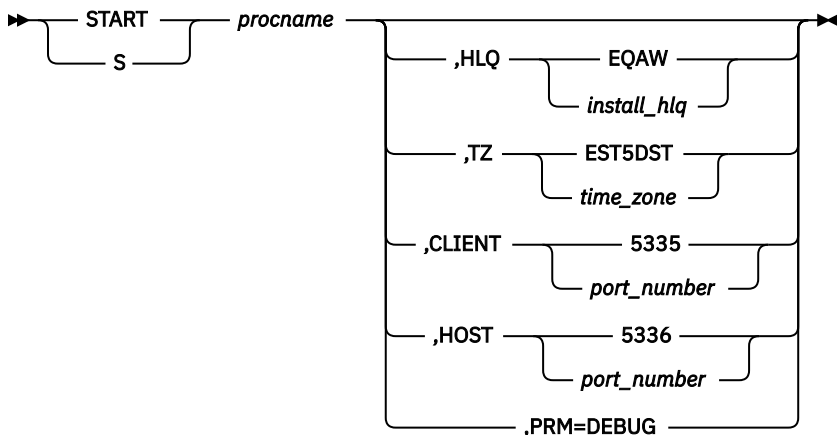 START procname
S
,HLQ EQAW
install_hlq
,TZ EST5DST
time_zone
,CLIENT 5335
port_number
,HOST 5336
port_number
,PRM=DEBUG